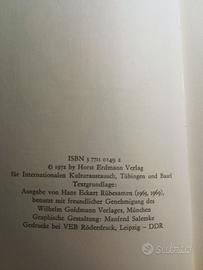 ISBN 3 7711 0149 2
© 1972 by Horst Erdmann Verlag
für Internationalen Kulturaustausch, Tübingen und Basel
Textgrundlage:
Ausgabe von Hans Eckart Rübesamen (1965, 1969),
benutzt mit freundlicher Genehmigung des
Wilhelm Goldmann Verlages, München
Graphische Gestaltung: Manfred Salemke
Gedruckt bei VEB Röderdruck, Leipzig – DDR
subito